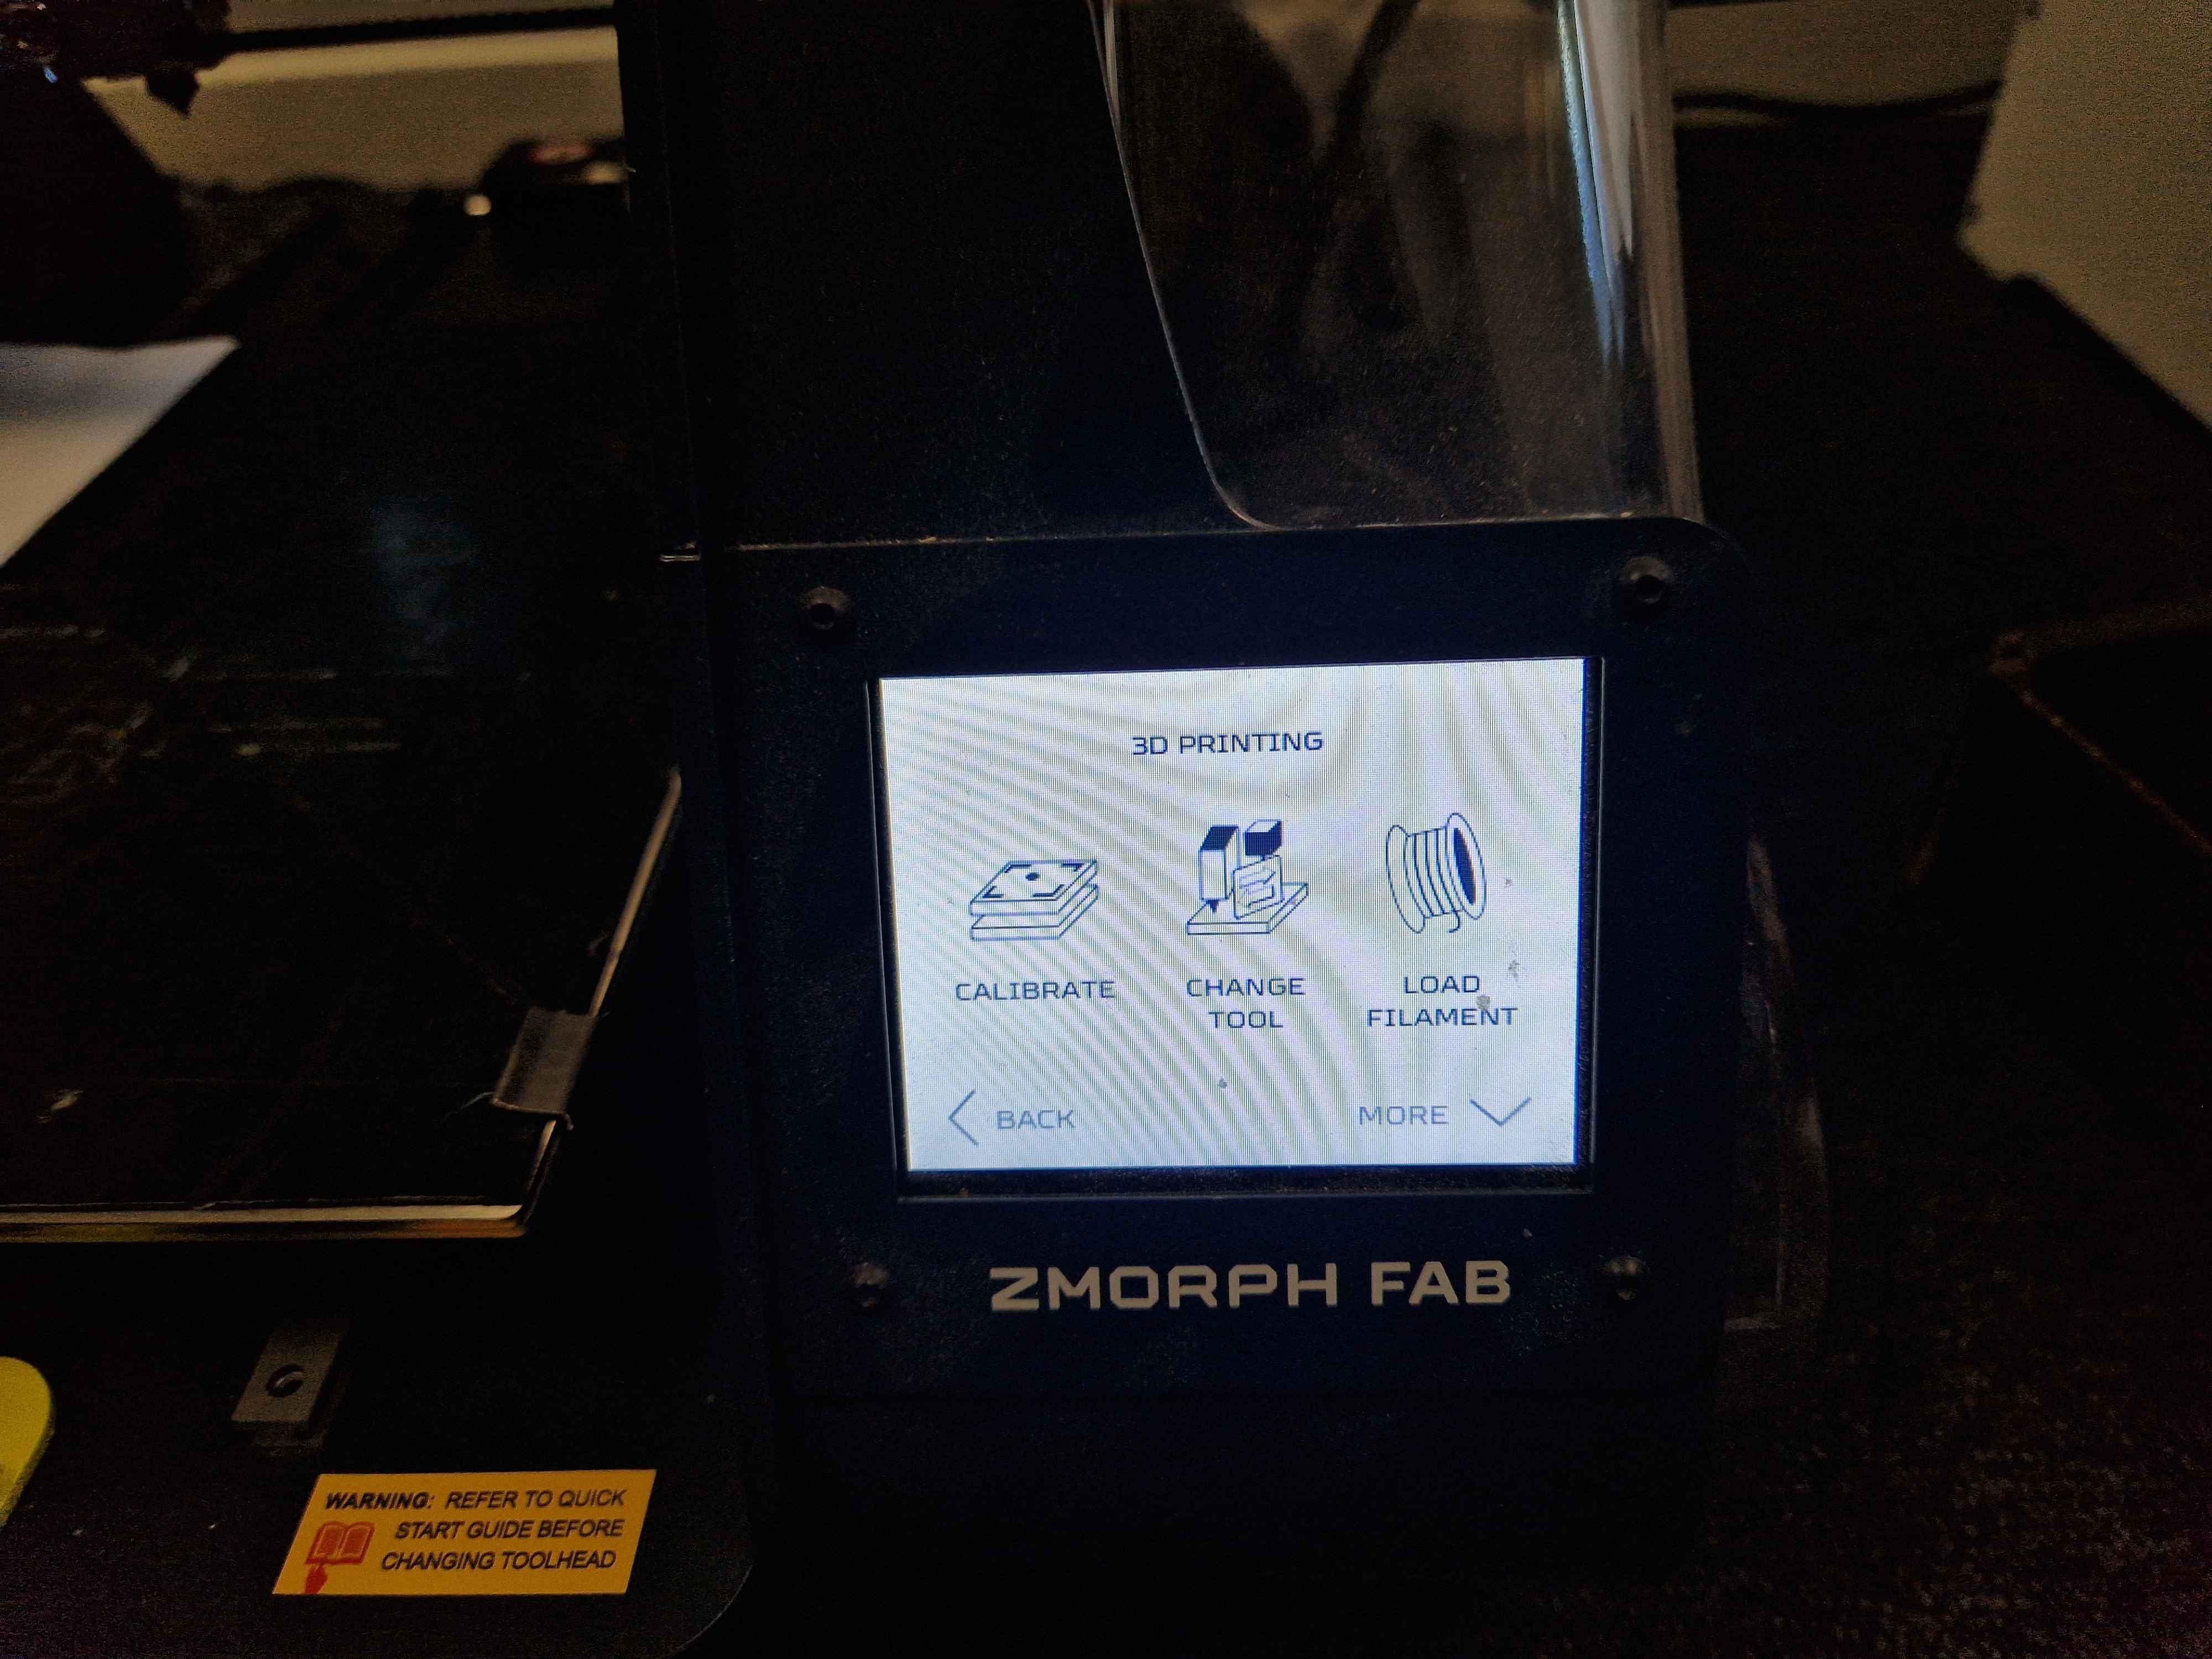 3D PRINTING
CALIBRATE
CHANGE
TOOL
LOAD
FILAMENT
BACK
MORE
ZMORPH FAB
WARNING: REFER TO QUICK
START GUIDE BEFORE
CHANGING TOOLHEAD